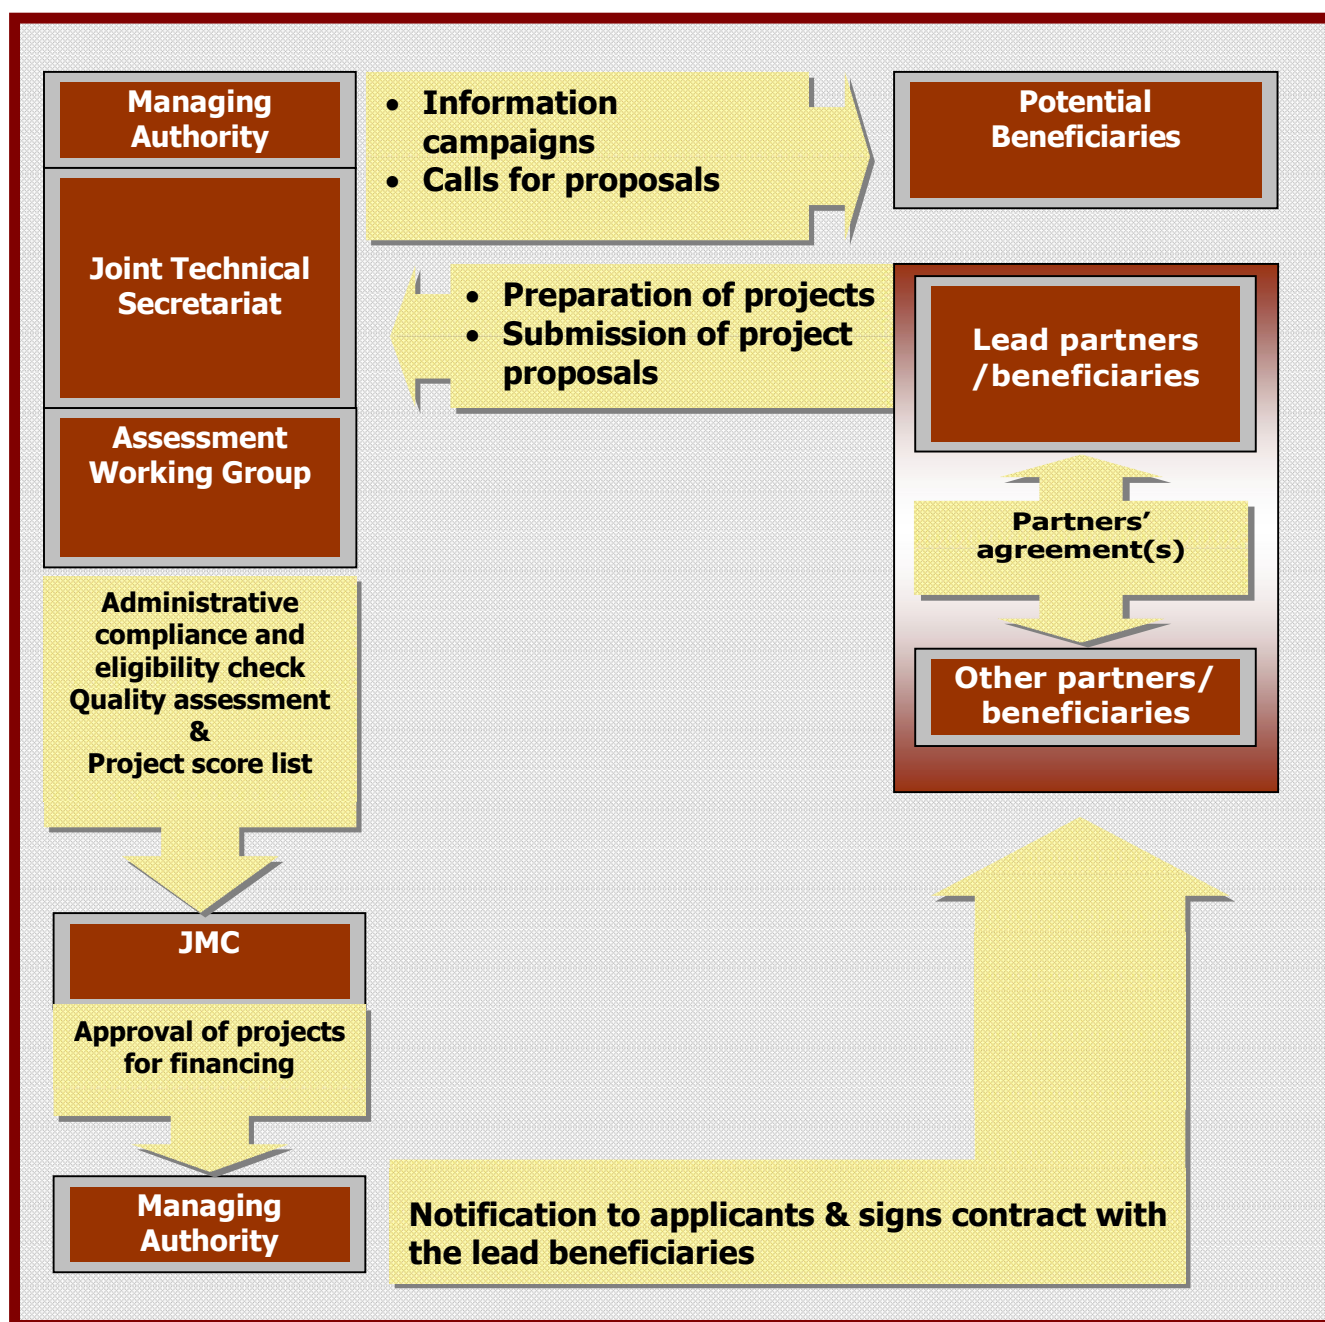 Managing
Authority
• Information
campaigns
• Calls for proposals
Potential
Beneficiaries
Joint Technical
Secretariat
• Preparation of projects
• Submission of project
proposals
Lead partners
/beneficiaries
Assessment
Working Group
Partners’
agreement(s)
Other partners/
beneficiaries
Administrative
compliance and
eligibility check
Quality assessment
&
Project score list
JMC
Approval of projects
for financing
Managing
Authority
Notification to applicants & signs contract with
the lead beneficiaries